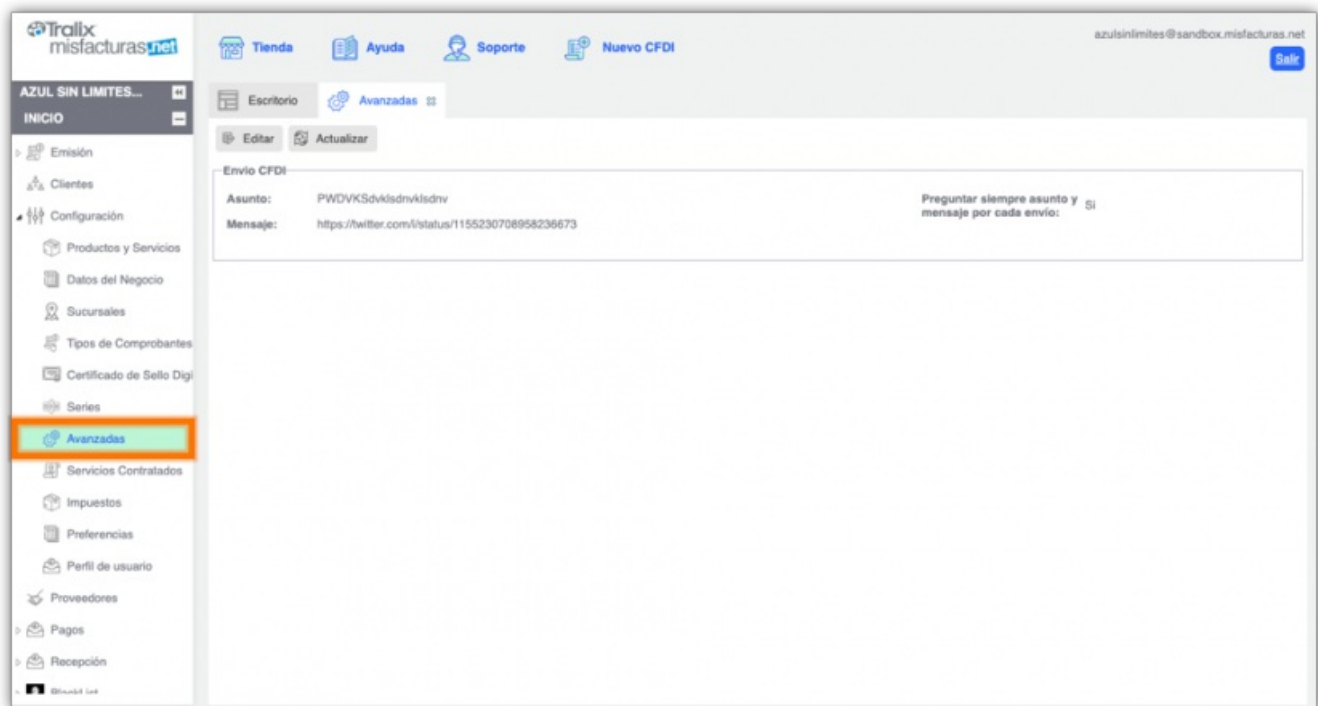 Tralix
misfacturas.net
Tienda
Ayuda
Soporte
Nuevo CFDI
azulsinlimites@sandbox.misfacturas.net
Salir
AZUL SIN LIMITES...
INICIO
Escritorio
Avanzadas
Editar
Actualizar
Emisión
Clientes
Configuración
Productos y Servicios
Datos del Negocio
Sucursales
Tipos de Comprobantes
Certificado de Sello Digi
Series
Avanzadas
Servicios Contratados
Impuestos
Preferencias
Perfil de usuario
Proveedores
Pagos
Recepción
Envío CFDI
Asunto: PWDVKSdvklsdnvklsdnv
Mensaje: https://twitter.com/i/status/1155230708958236673
Preguntar siempre asunto y
mensaje por cada envío: Si